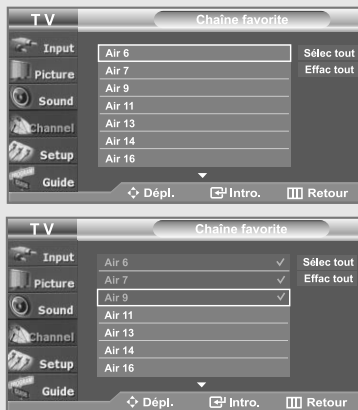 T V
Chaîne favorite
Input
Picture
Sound
Channel
Setup
Guide
Air 6
Air 7
Air 9
Air 11
Air 13
Air 14
Air 16
Sélec tout
Effac tout
Dépl.
Intro.
Retour
T V
Chaîne favorite
Input
Picture
Sound
Channel
Setup
Guide
Air 6
Air 7
Air 9
Air 11
Air 13
Air 14
Air 16
Sélec tout
Effac tout
Dépl.
Intro.
Retour